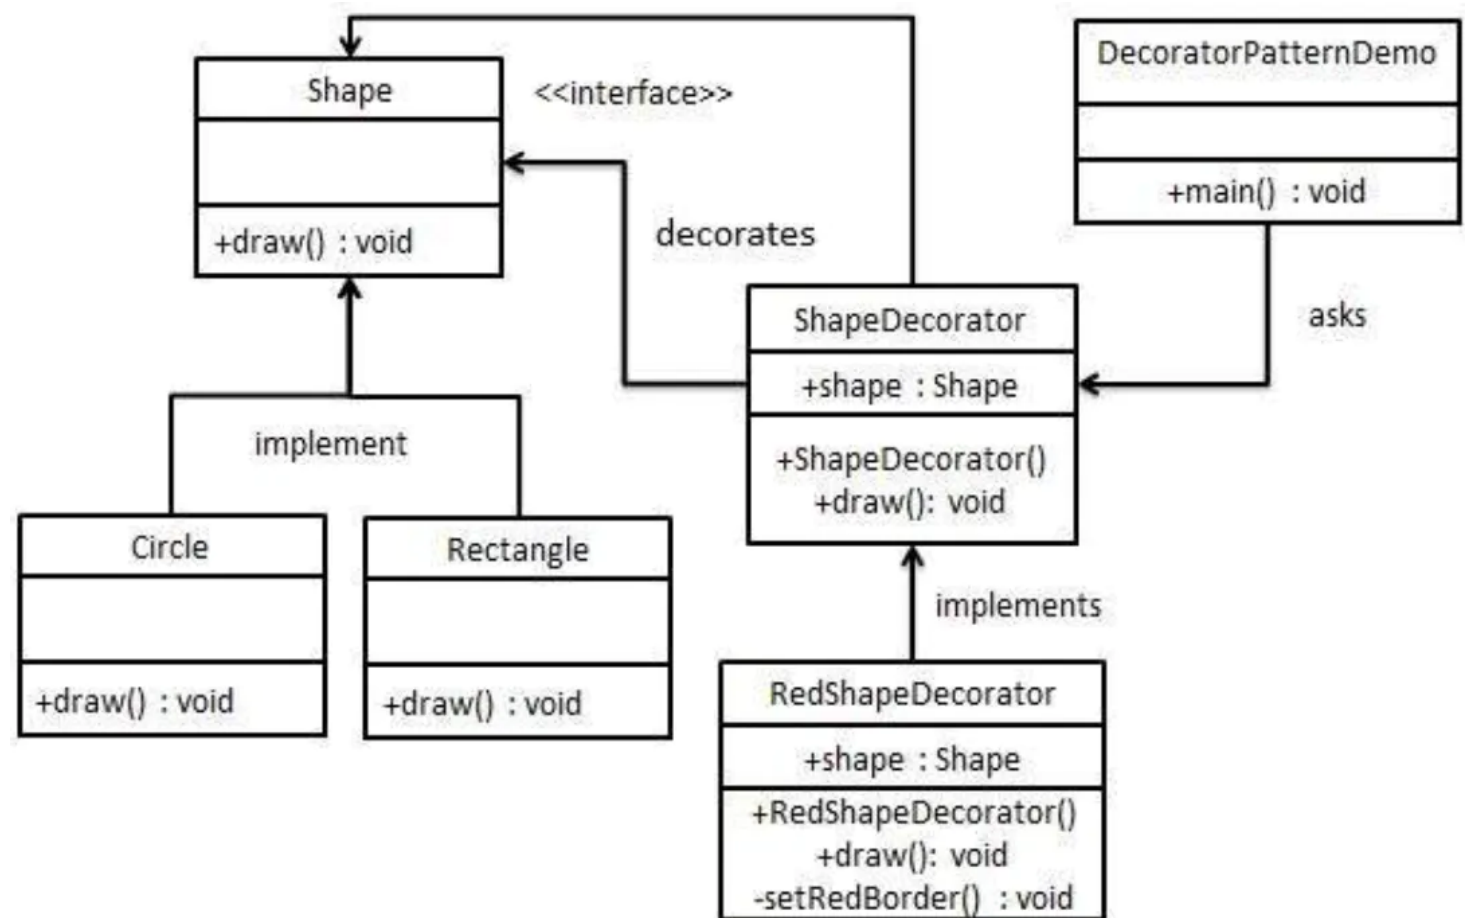 Shape
<<interface>>
+draw() : void
DecoratorPatternDemo
+main() : void
decorates
asks
ShapeDecorator
+shape : Shape
+ShapeDecorator()
+draw(): void
implement
Circle
+draw() : void
Rectangle
+draw() : void
implements
RedShapeDecorator
+shape : Shape
+RedShapeDecorator()
+draw(): void
-setRedBorder() : void